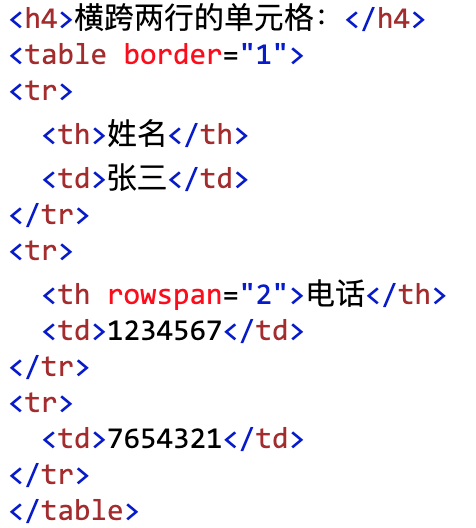 <h4>横跨两行的单元格：</h4>
<table border="1">
<tr>
  <th>姓名</th>
  <td>张三</td>
</tr>
<tr>
  <th rowspan="2">电话</th>
  <td>1234567</td>
</tr>
<tr>
  <td>7654321</td>
</tr>
</table>